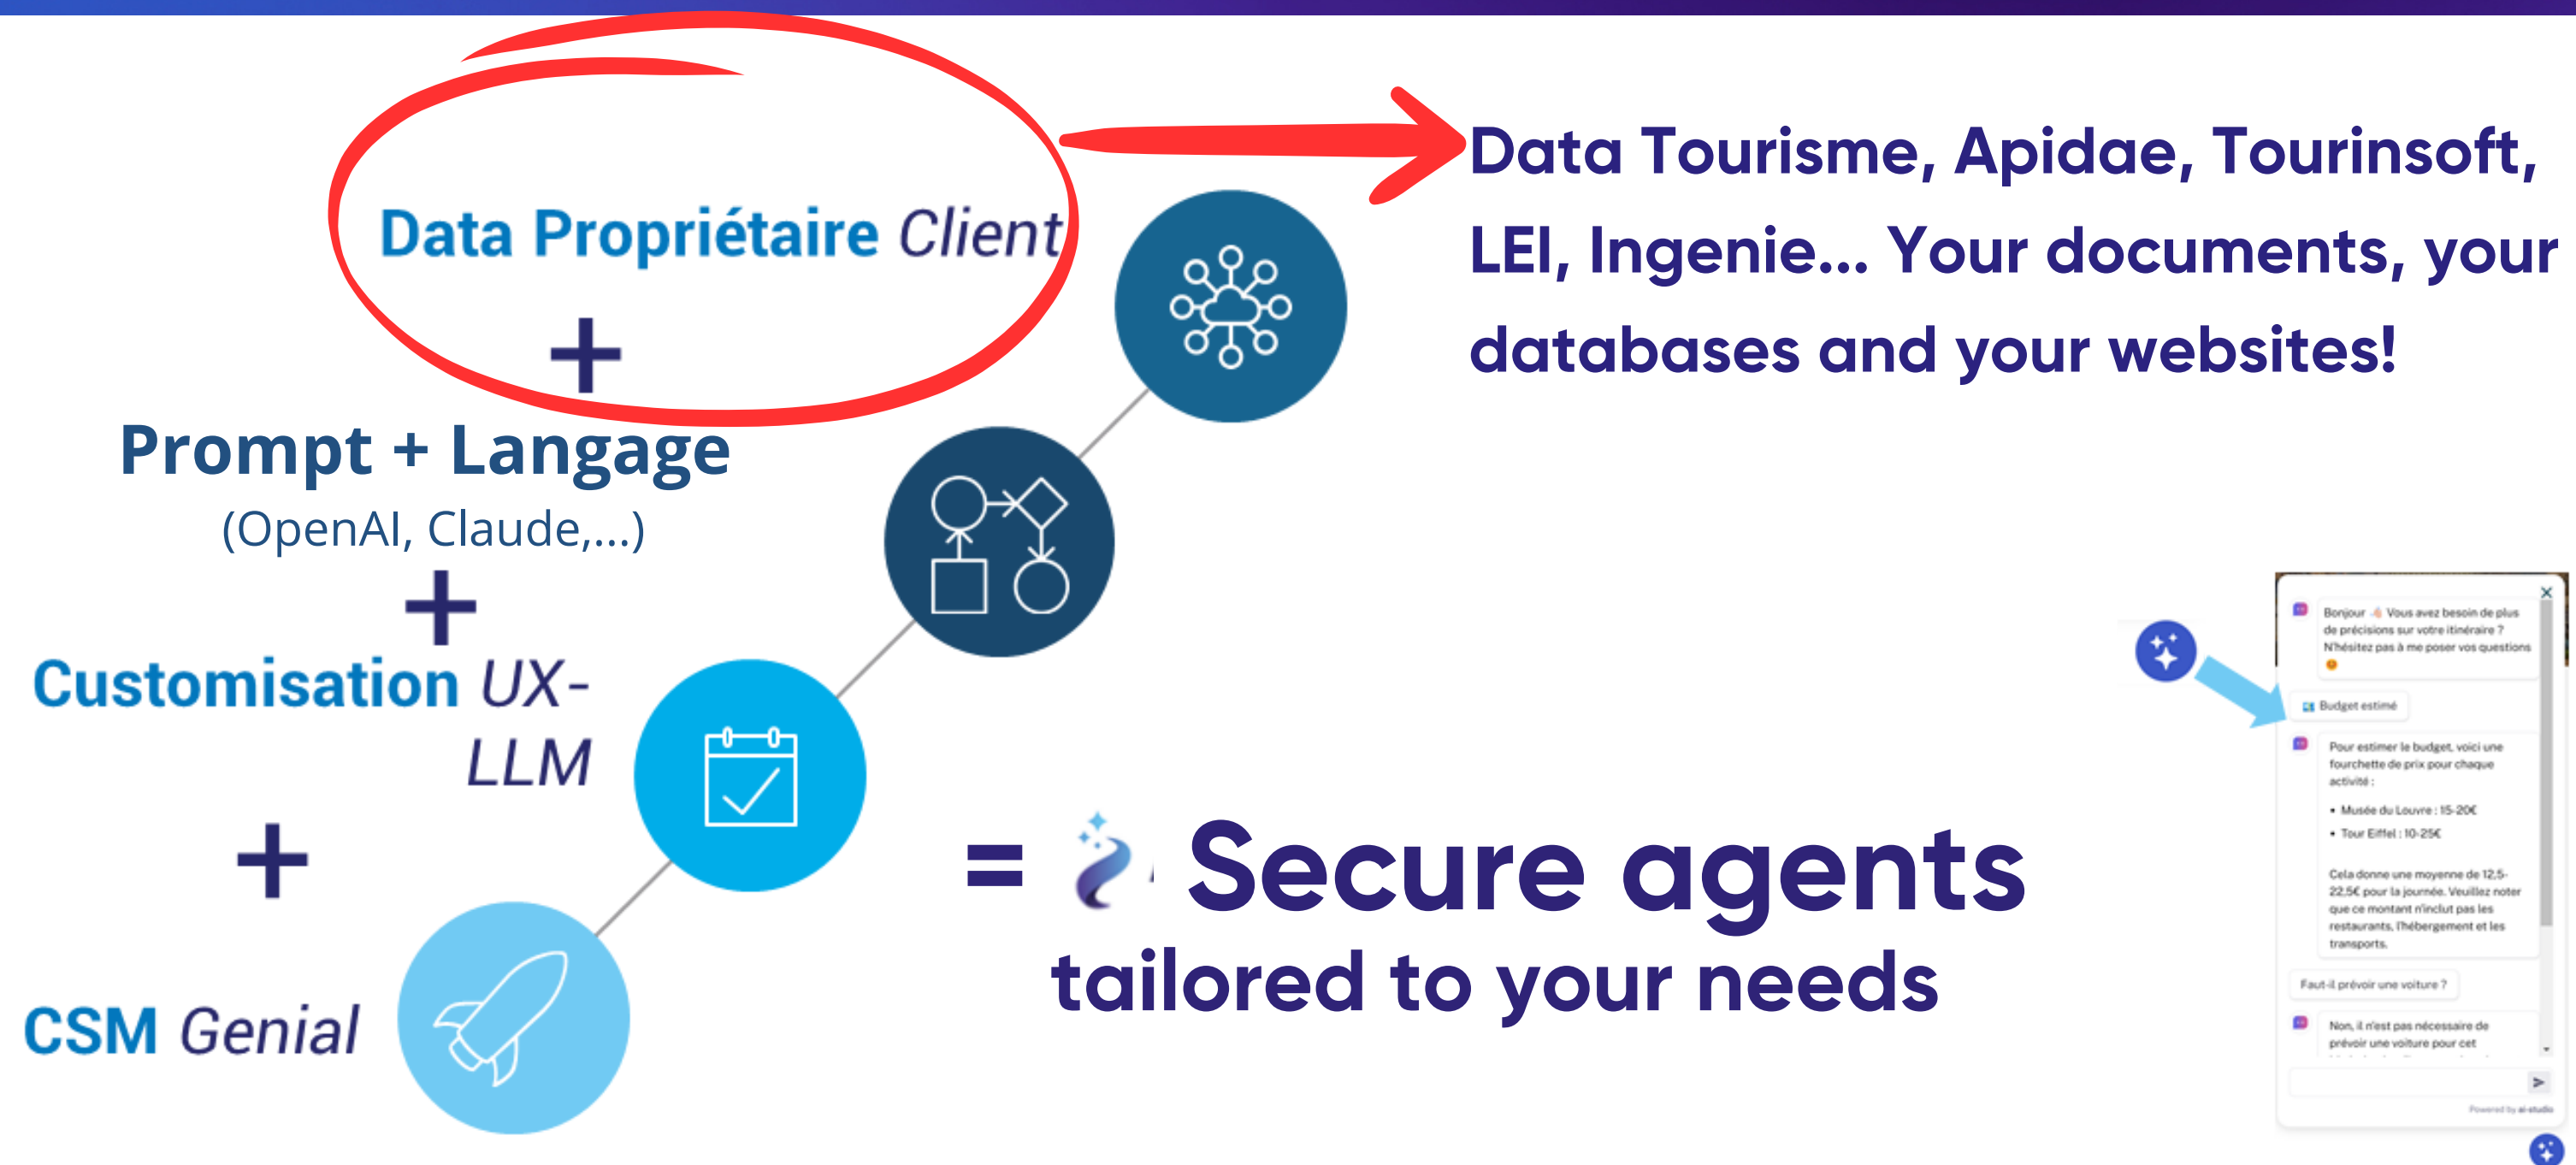 Data Propriétaire Client
+
Prompt + Langage
(OpenAI, Claude,...)
+
Customisation UX-
LLM
+
CSM Genial
Data Tourisme, Apidae, Tourinsoft,
LEI, Ingenie... Your documents, your
databases and your websites!
= Secure agents
tailored to your needs
Bonjour 👋 Vous avez besoin de plus
de précisions sur votre itinéraire ?
N'hésitez pas à me poser vos questions
Budget estimé
Pour estimer le budget, voici une
fourchette de prix pour chaque
activité :
• Musée du Louvre : 15-20€
• Tour Eiffel : 10-25€
Cela donne une moyenne de 12,5-
22,5€ pour la journée. Veuillez noter
que ce montant n'inclut pas les
restaurants, l'hébergement et les
transports.
Faut-il prévoir une voiture ?
Non, il n'est pas nécessaire de
prévoir une voiture pour cet
Powered by ai-studio